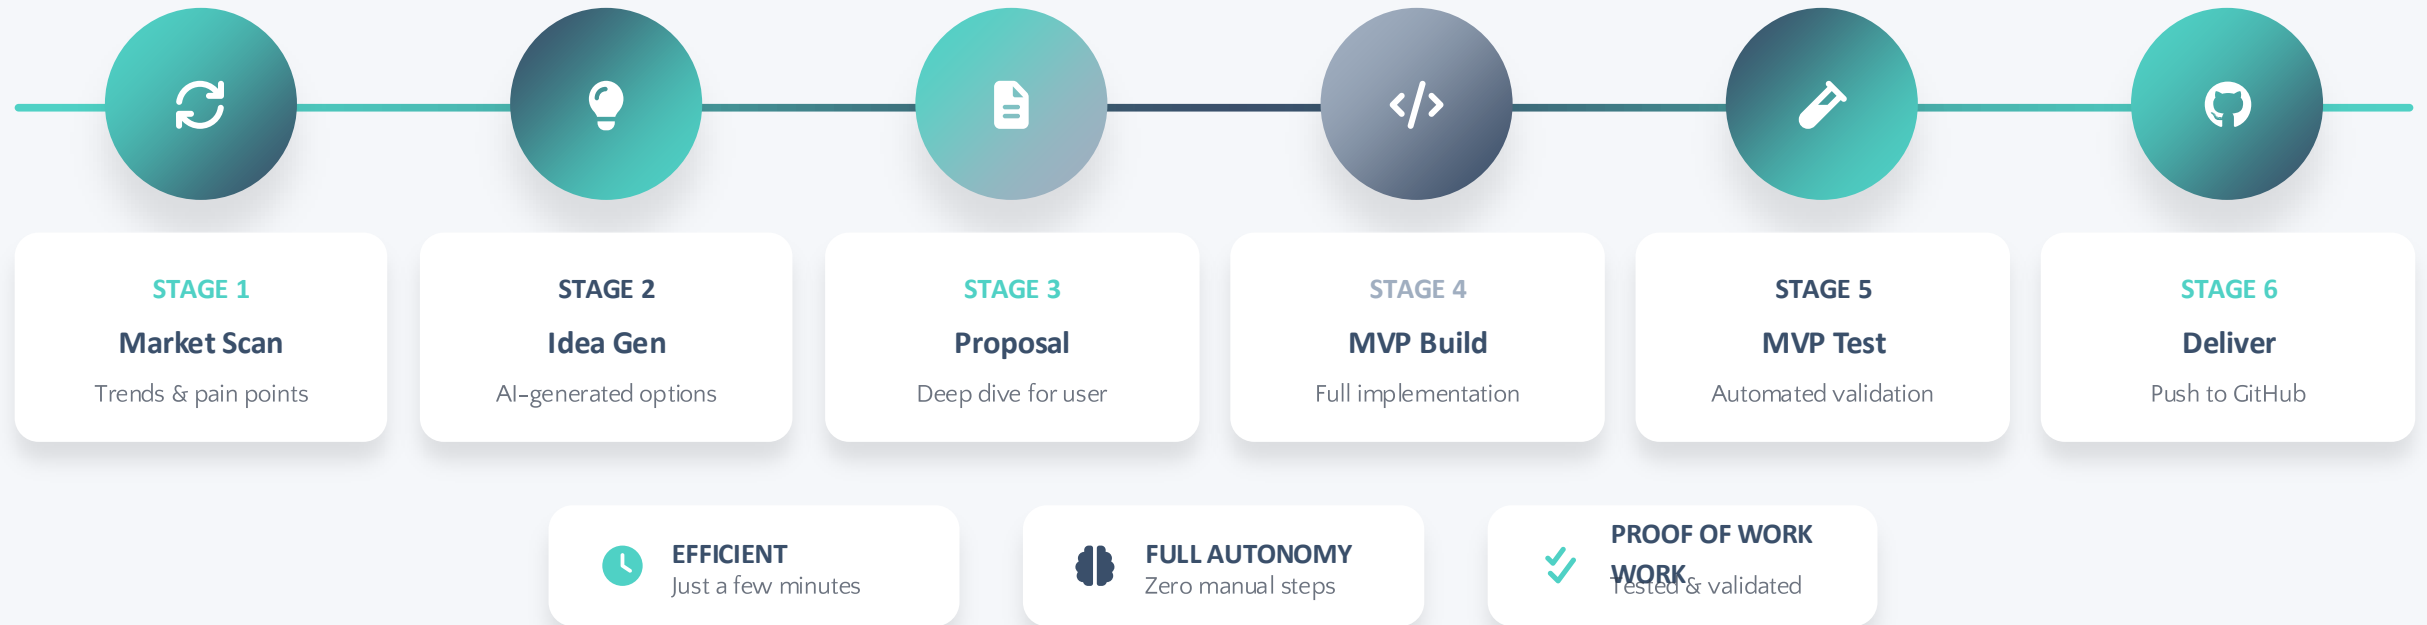 STAGE 1
Market Scan
Trends & pain points
STAGE 2
Idea Gen
AI-generated options
STAGE 3
Proposal
Deep dive for user
STAGE 4
MVP Build
Full implementation
STAGE 5
MVP Test
Automated validation
STAGE 6
Deliver
Push to GitHub
EFFICIENT
Just a few minutes
FULL AUTONOMY
Zero manual steps
PROOF OF WORK
WORK
Tested & validated